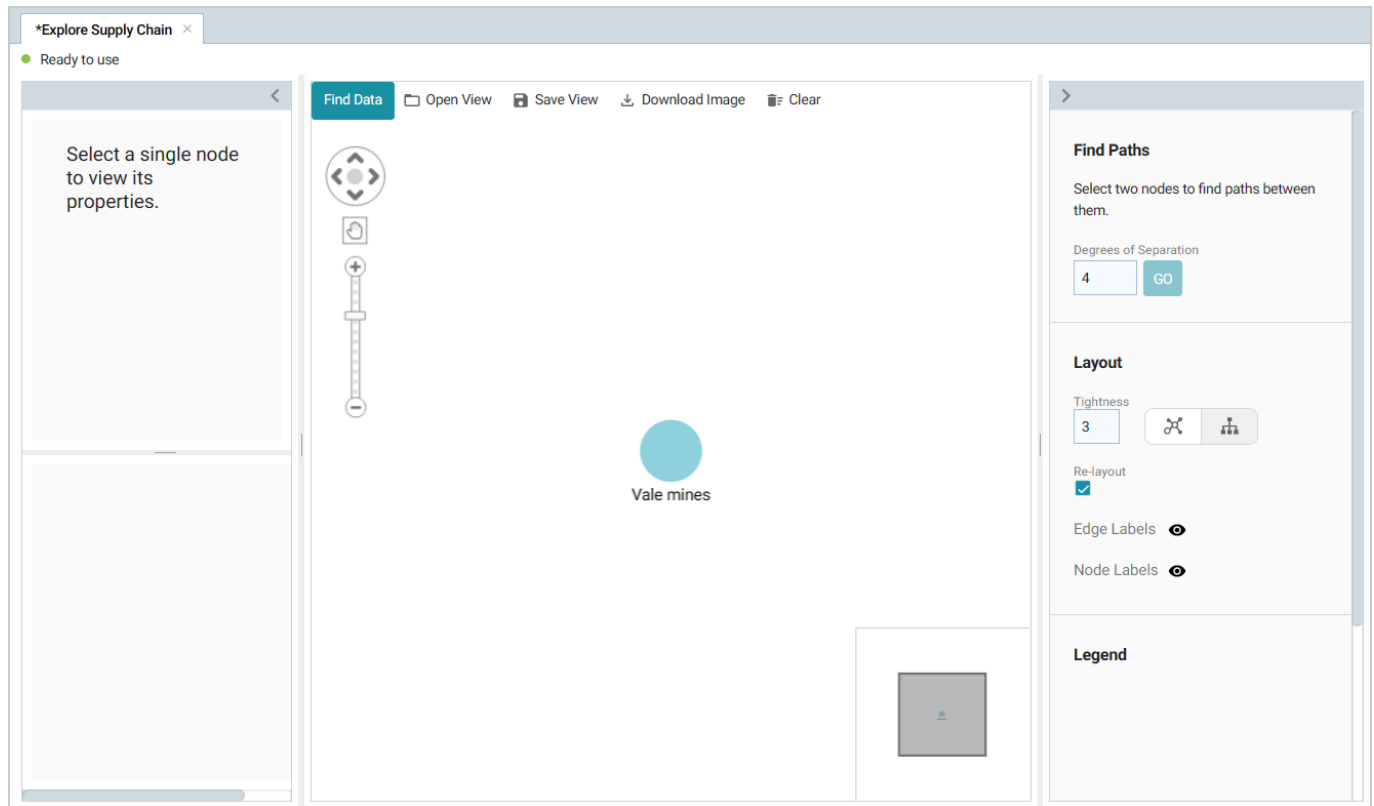 *Explore Supply Chain
Ready to use
Select a single node
to view its
properties.
Find Data Open View Save View Download Image Clear
Vale mines
Find Paths
Select two nodes to find paths between
them.
Degrees of Separation
4 GO
Layout
Tightness
3
Re-layout
Edge Labels
Node Labels
Legend